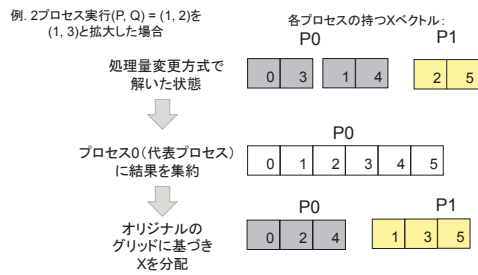 例. 2プロセス実行(P, Q) = (1, 2)を
(1, 3)と拡大した場合
各プロセスの持つXベクトル:
P0 P1
処理量変更方式で
解いた状態
0 3 1 4 2 5
プロセス0(代表プロセス)
に結果を集約
P0
0 1 2 3 4 5
オリジナルの
グリッドに基づき
Xを分配
P0 P1
0 2 4 1 3 5